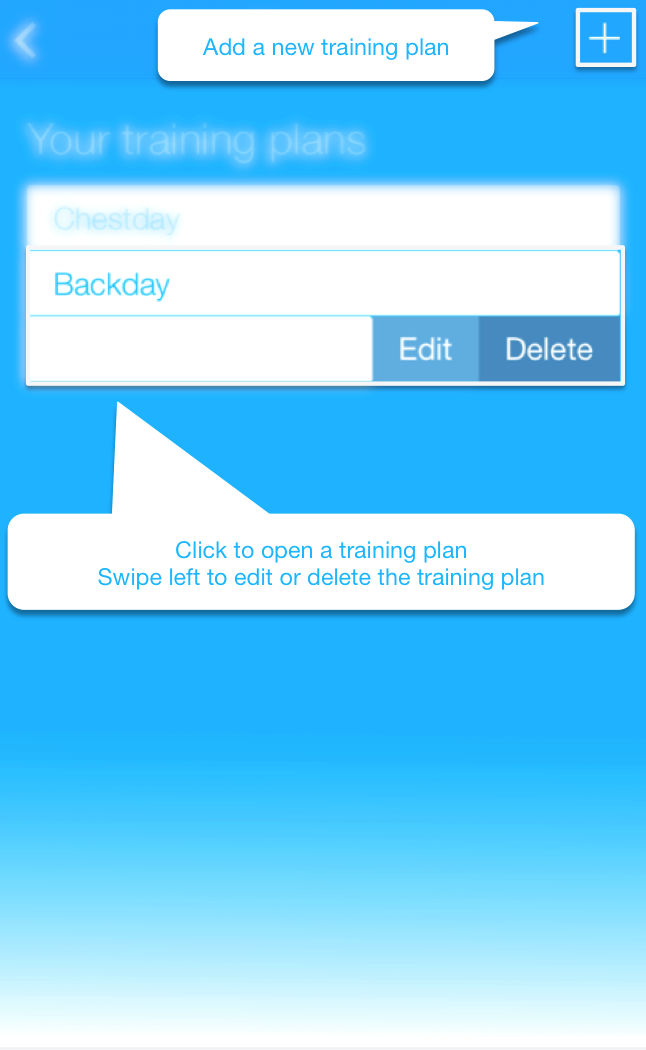 Add a new training plan
Your training plans
Chestday
Backday
Edit
Delete
Click to open a training plan
Swipe left to edit or delete the training plan